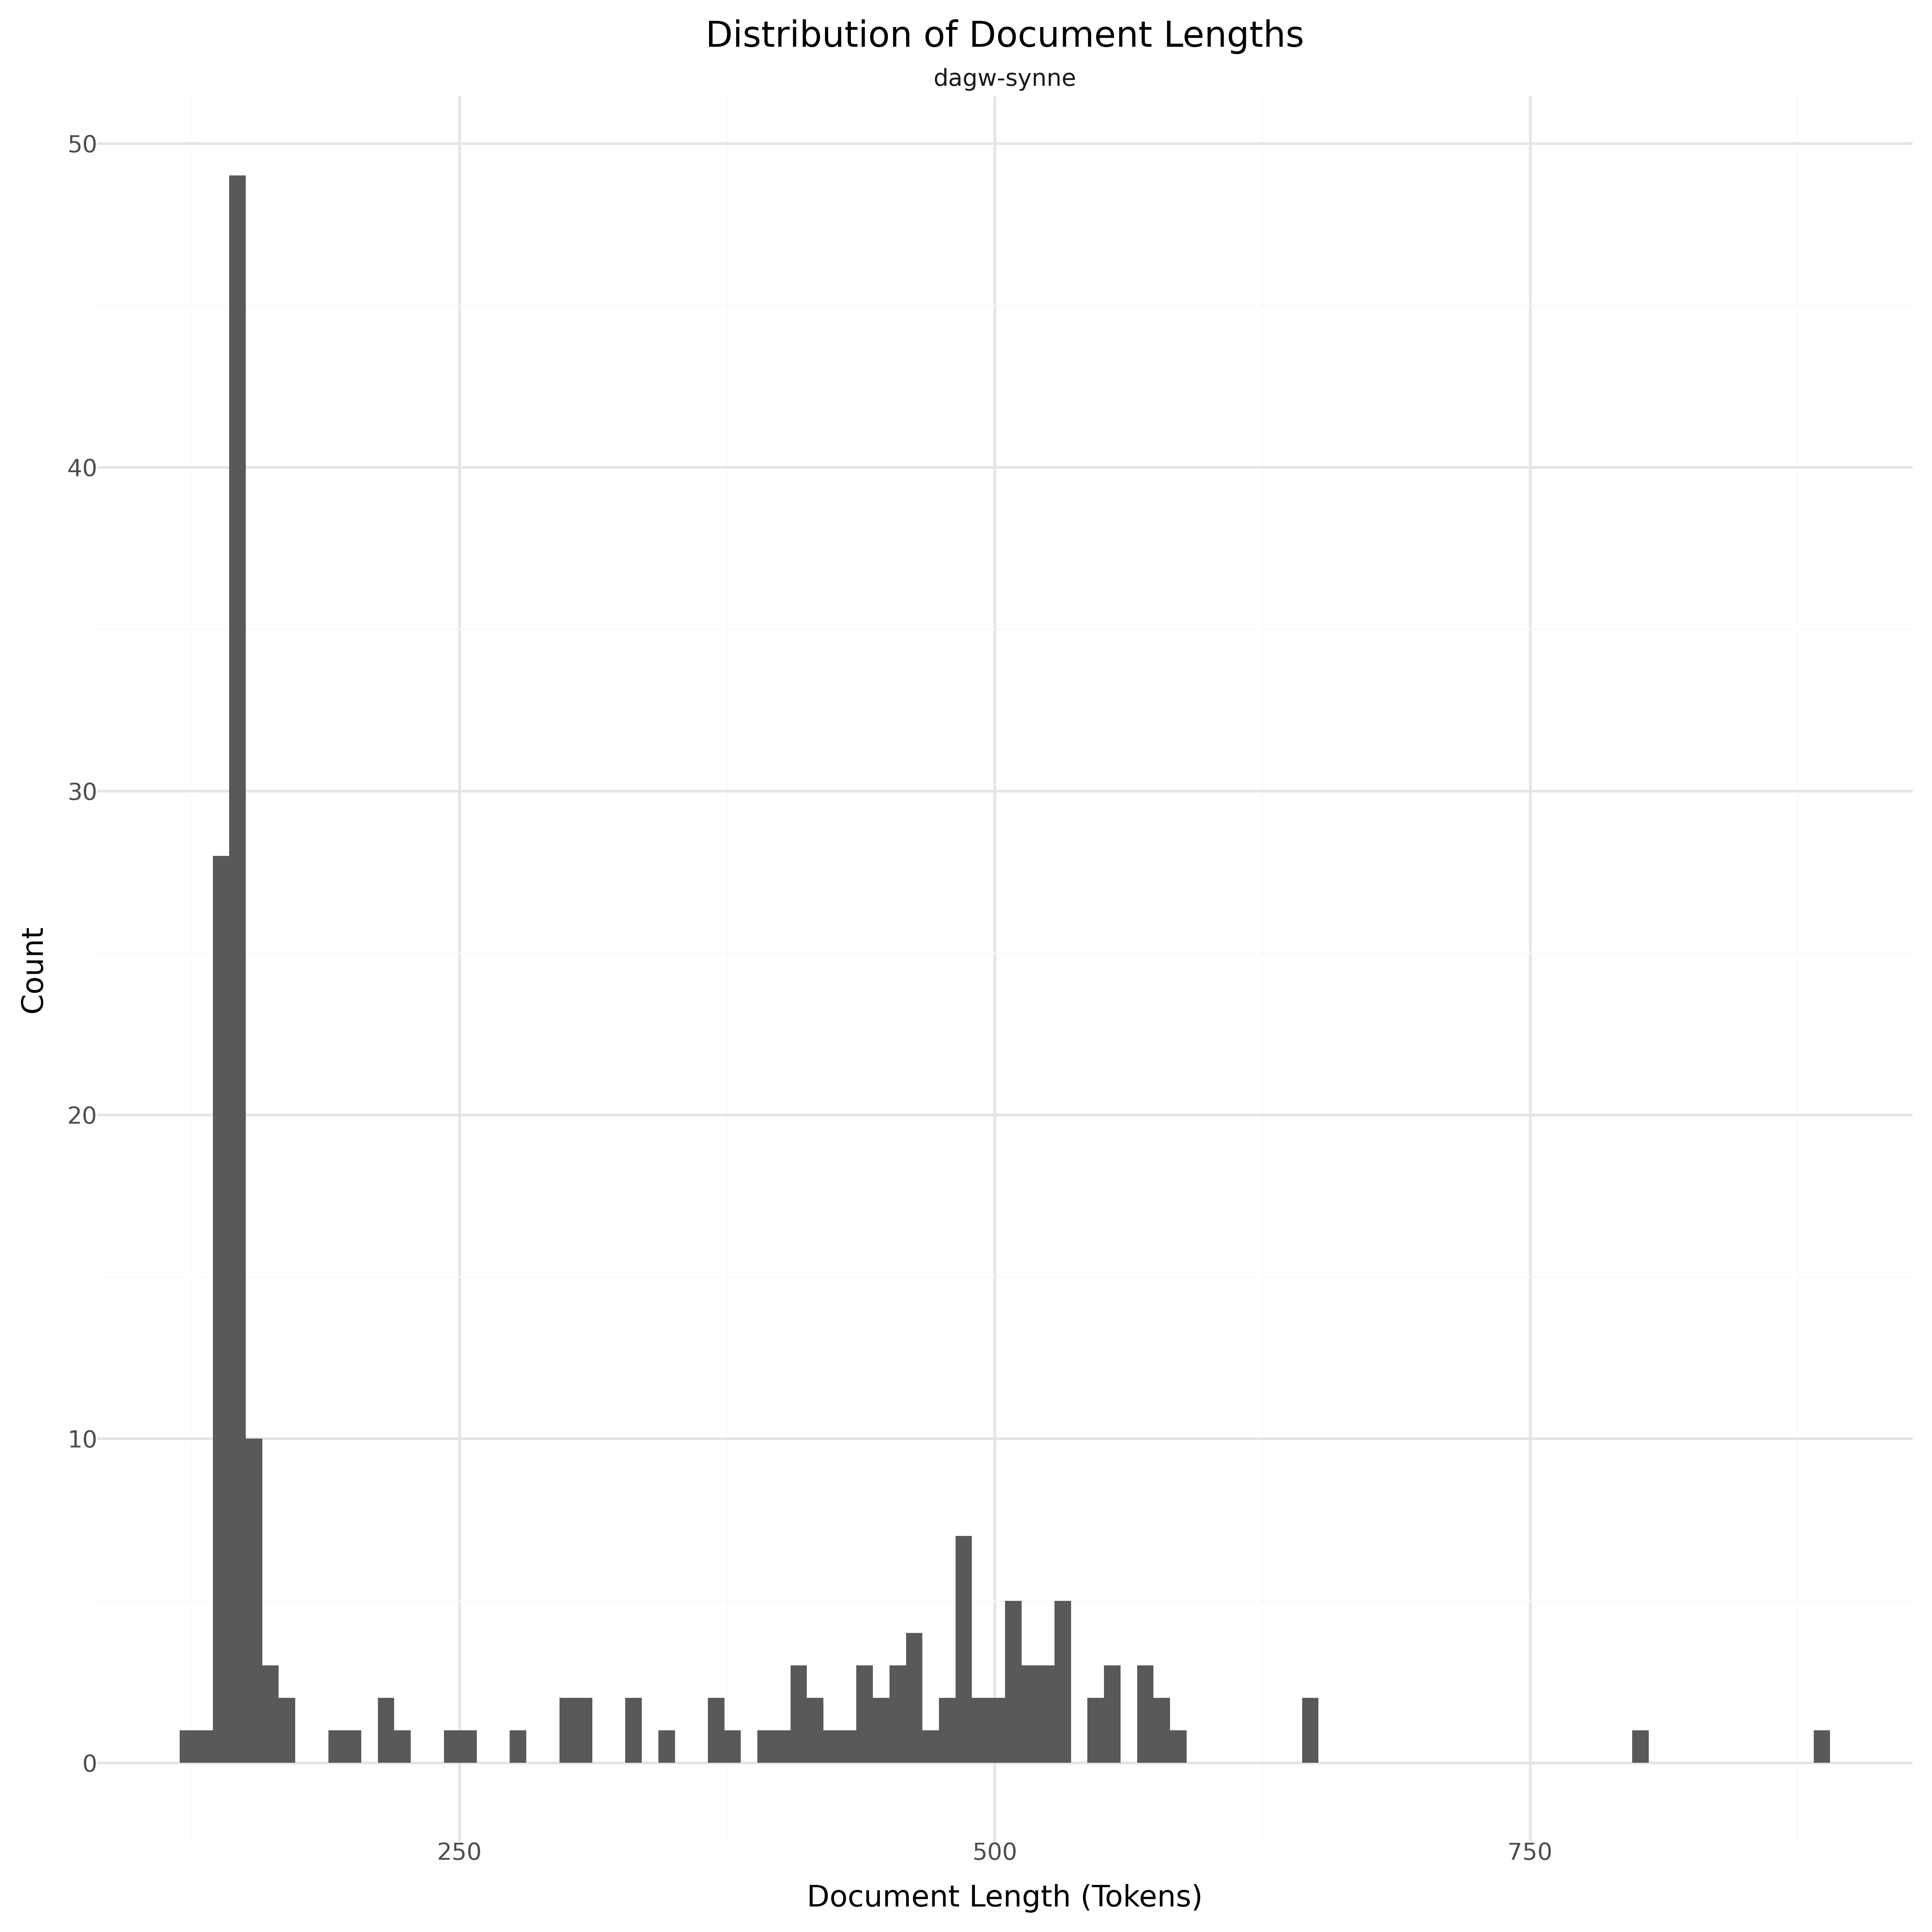 Distribution of Document Lengths
dagw-synne
50
40
30
20
10
0
Count
250 500 750
Document Length (Tokens)